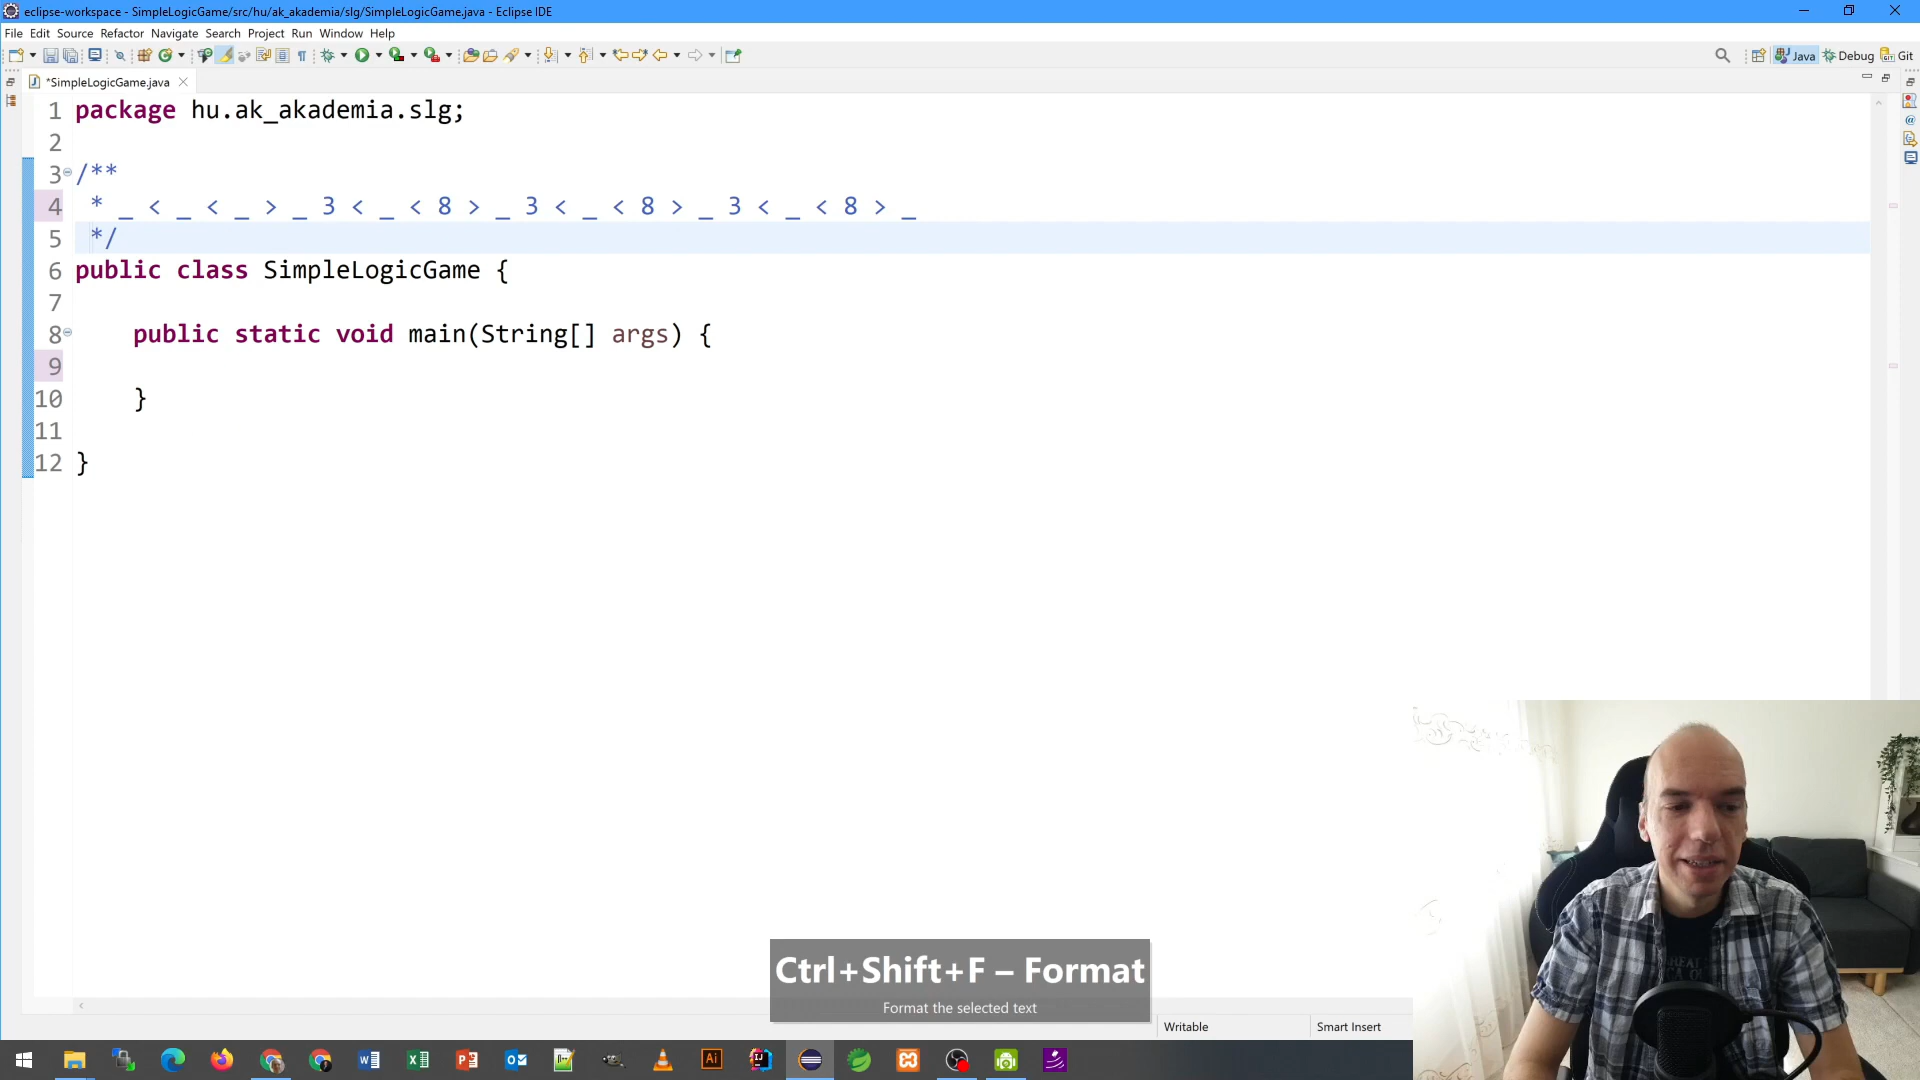 eclipse-workspace - SimpleLogicGame/src/hu/ak_akademia/slg/SimpleLogicGame.java - Eclipse IDE
File Edit Source Refactor Navigate Search Project Run Window Help
Java Debug Git
*SimpleLogicGame.java
1 package hu.ak_akademia.slg;
2
3 /**
4 * _ < _ < _ > _ 3 < _ < 8 > _ 3 < _ < 8 > _ 3 < _ < 8 > _
5 */
6 public class SimpleLogicGame {
7
8 public static void main(String[] args) {
9
10 }
11
12 }
Ctrl+Shift+F – Format
Format the selected text
Writable Smart Insert